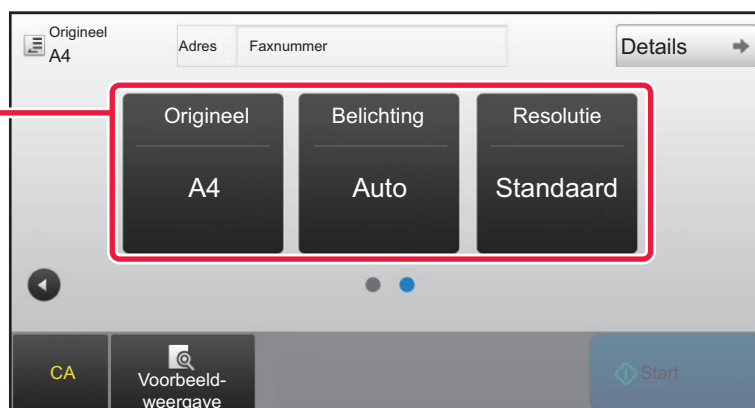 Origineel
A4
Adres
Faxnummer
Details
Origineel
A4
Belichting
Auto
Resolutie
Standaard
CA
Voorbeeld-
weergave
Start